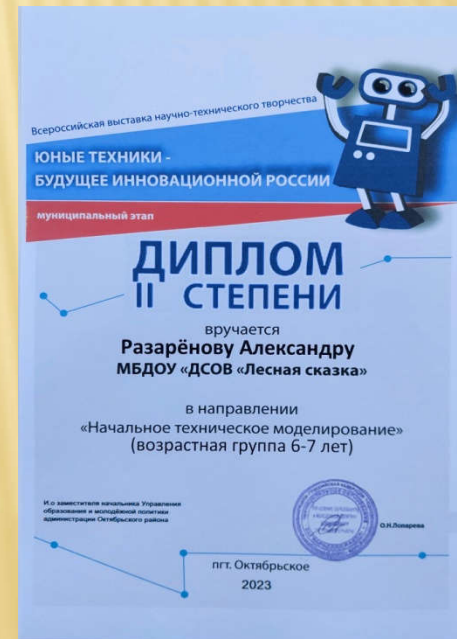 Всероссийская выставка научно-технического творчества
ЮНЫЕ ТЕХНИКИ -
БУДУЩЕЕ ИННОВАЦИОННОЙ РОССИИ
муниципальный этап
ДИПЛОМ
II СТЕПЕНИ
вручается
Разарёнову Александру
МБДОУ «ДСОВ «Лесная сказка»
в направлении
«Начальное техническое моделирование»
(возрастная группа 6-7 лет)
И.о заместителя начальника Управления
образования и молодёжной политики
администрации Октябрьского района
О.Н.Лонарева
пгт. Октябрьское
2023